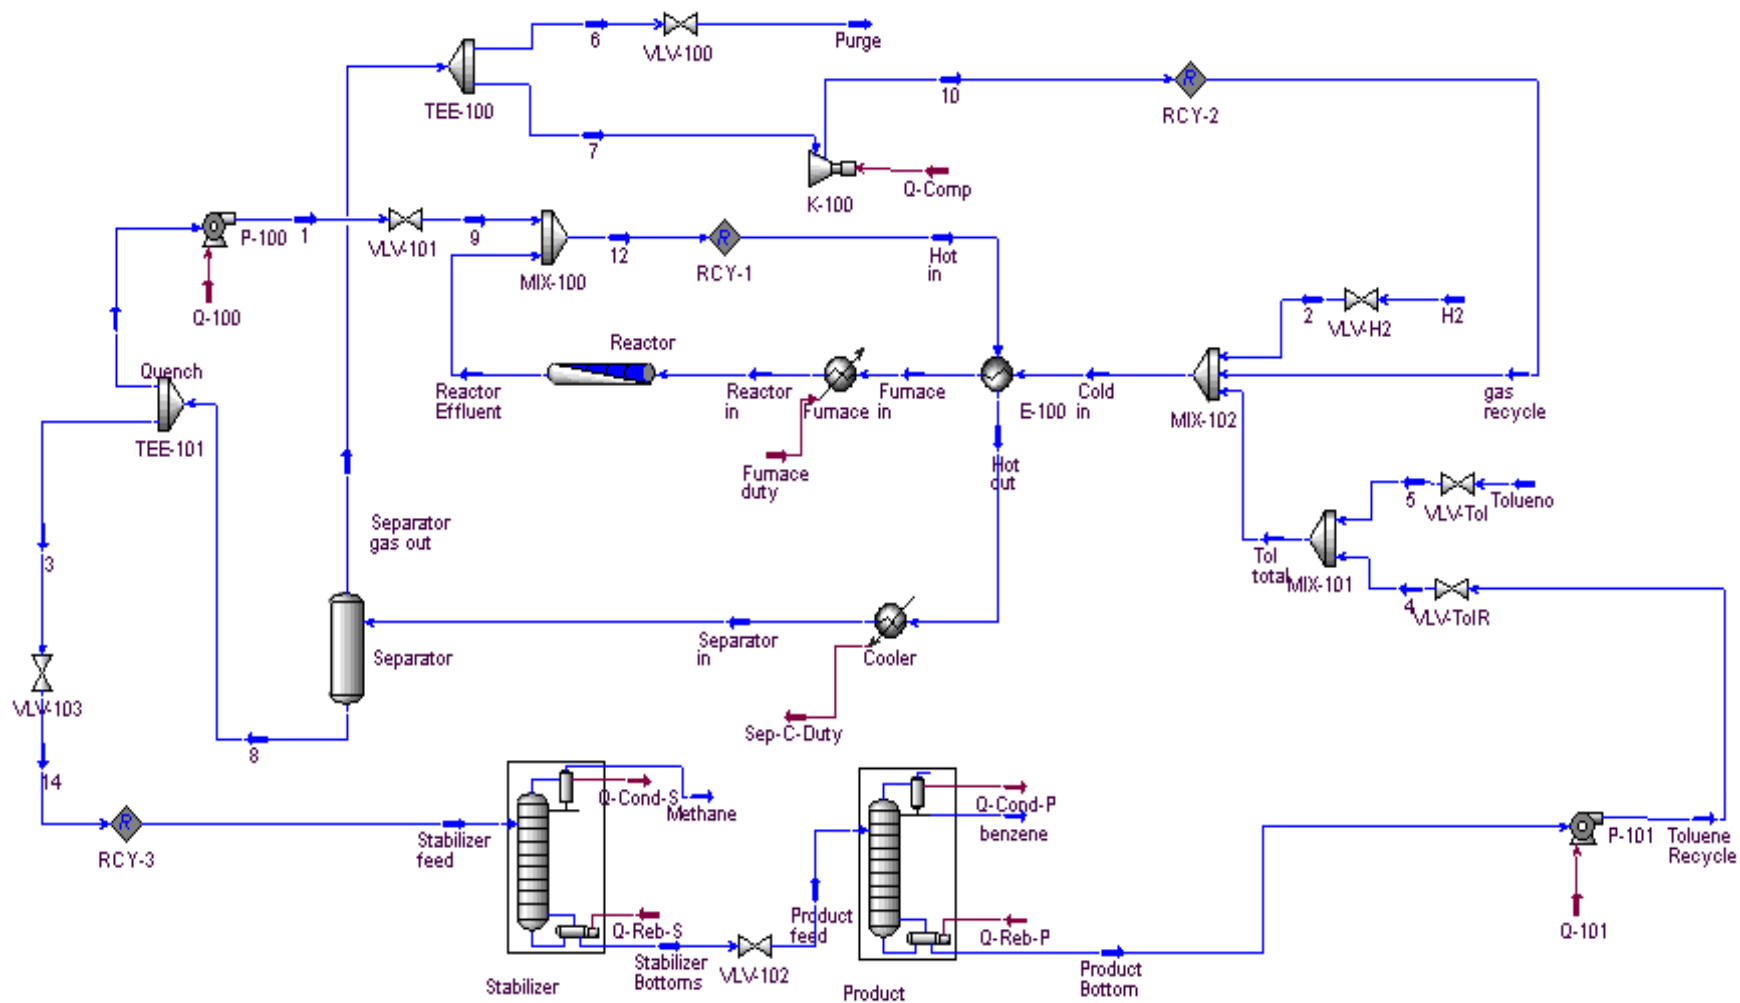 6
VLV-100
Purge
TEE-100
7
10
RCY-2
K-100
Q-Comp
P-100
1
VLV-101
9
MIX-100
12
RCY-1
Hot
in
Q-100
2
VLV-H2
H2
Quench
TEE-101
Reactor
Reactor
Effluent
Reactor
in
Furnace
Furnace
in
E-100
Cold
in
MIX-102
gas
recycle
Furnace
duty
Hot
out
5
VLV-Tol
Tolueno
Tol
total
MIX-101
4
VLV-TolR
3
Separator
gas out
Separator
Separator
in
Cooler
Sep-C-Duty
VLV-103
8
14
RCY-3
Stabilizer
feed
Q-Cond-S
Methane
Q-Reb-S
Stabilizer
Bottoms
Stabilizer
VLV-102
Product
feed
Q-Cond-P
benzene
Q-Reb-P
Product
Product
Bottom
P-101
Toluene
Recycle
Q-101
R
R
R